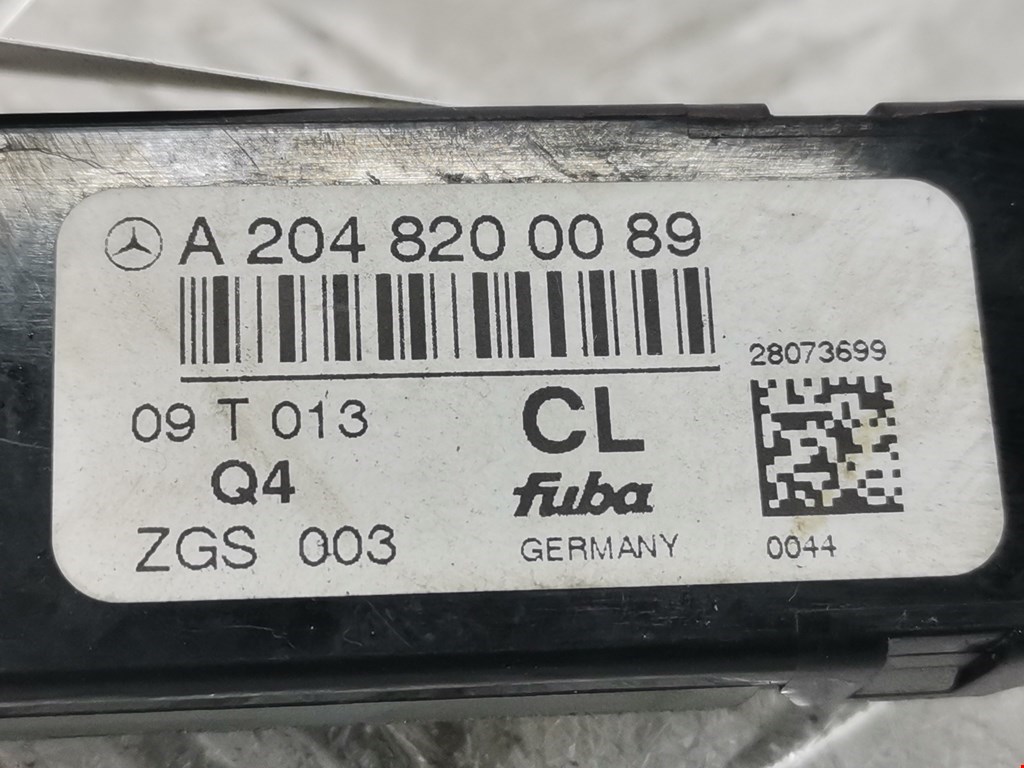 A 204 820 00 89
28073699
09 T 013
CL
Q4
fuba
ZGS 003
GERMANY
0044